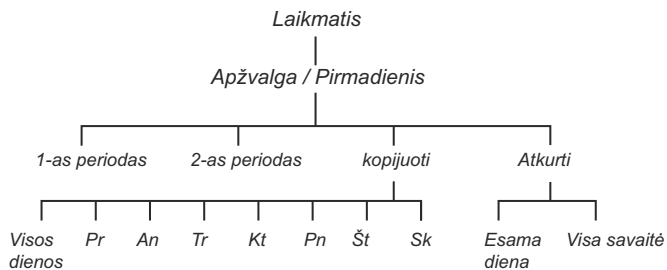 Laikmatis
Apžvalga / Pirmadienis
1-as periodas 2-as periodas kopijuoti Atkurti
Visos dienos Pr An Tr Kt Pn Št Sk Esama diena Visa savaitė